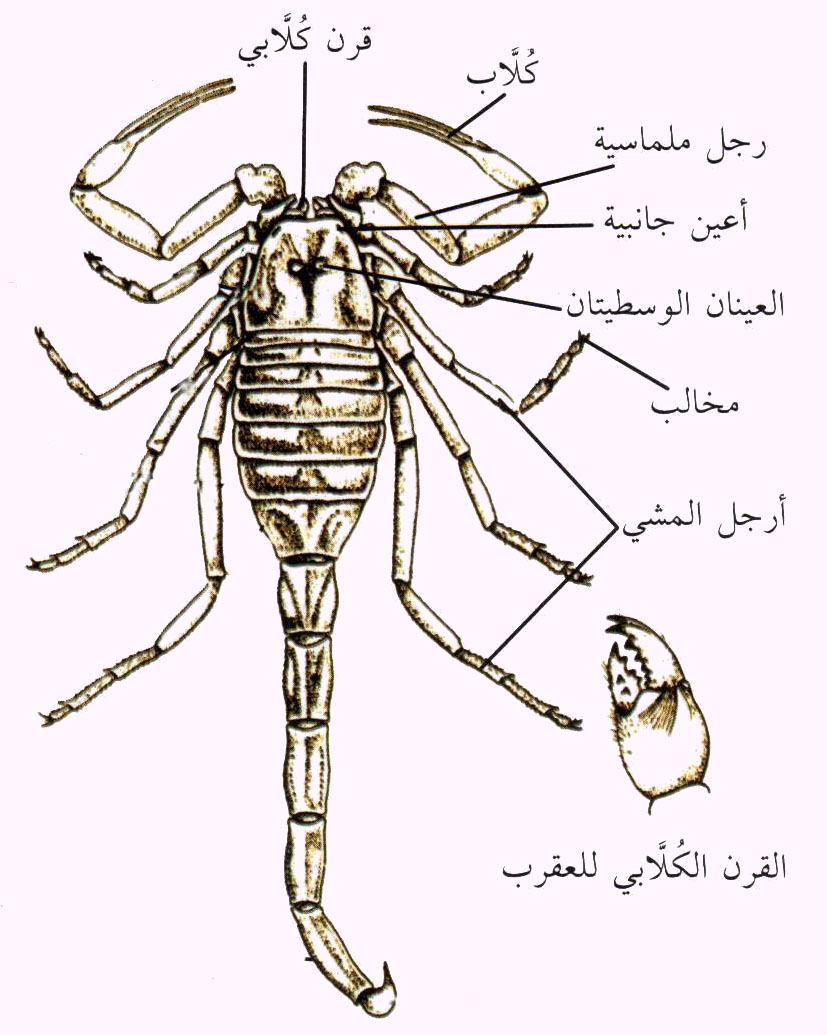 قرن كُلَّابي
كُلَّاب
رجل ملماسية
أعين جانبية
العينان الوسطيتان
مخالب
أرجل المشي
القرن الكُلَّابي للعقرب